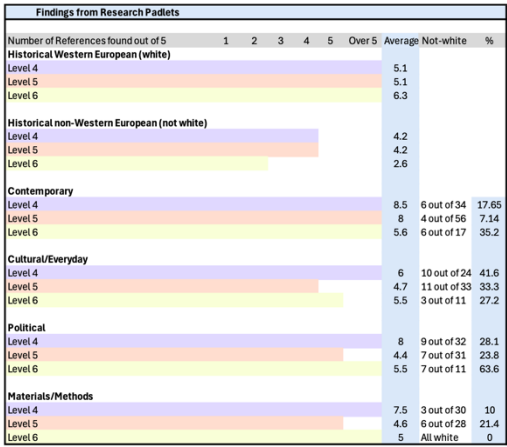 Findings from Research Padlets
Number of References found out of 5 1 2 3 4 5 Over 5 Average Not-white %
Historical Western European (white)
Level 4 5.1
Level 5 5.1
Level 6 6.3
Historical non-Western European (not white)
Level 4 4.2
Level 5 4.2
Level 6 2.6
Contemporary
Level 4 8.5 6 out of 34 17.65
Level 5 8 4 out of 56 7.14
Level 6 5.6 6 out of 17 35.2
Cultural/Everyday
Level 4 6 10 out of 24 41.6
Level 5 4.7 11 out of 33 33.3
Level 6 5.5 3 out of 11 27.2
Political
Level 4 8 9 out of 32 28.1
Level 5 4.4 7 out of 31 23.8
Level 6 5.5 7 out of 11 63.6
Materials/Methods
Level 4 7.5 3 out of 30 10
Level 5 4.6 6 out of 28 21.4
Level 6 5 All white 0